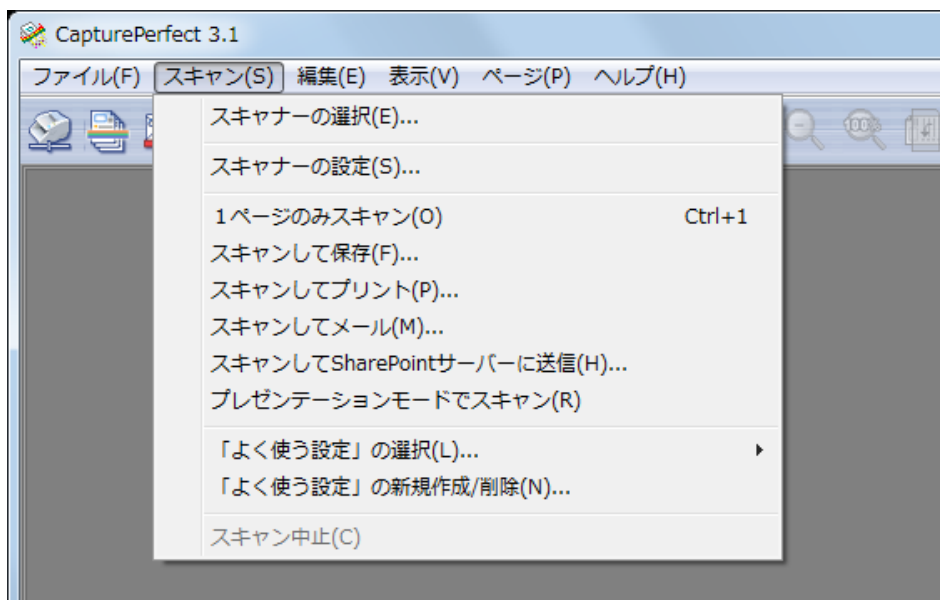 CapturePerfect 3.1
ファイル(F) スキャン(S) 編集(E) 表示(V) ページ(P) ヘルプ(H)
スキャナーの選択(E)...
100%
スキャナーの設定(S)...
1ページのみスキャン(O) Ctrl+1
スキャンして保存(F)...
スキャンしてプリント(P)...
スキャンしてメール(M)...
スキャンしてSharePointサーバーに送信(H)...
プレゼンテーションモードでスキャン(R)
「よく使う設定」の選択(L)...
「よく使う設定」の新規作成/削除(N)...
スキャン中止(C)